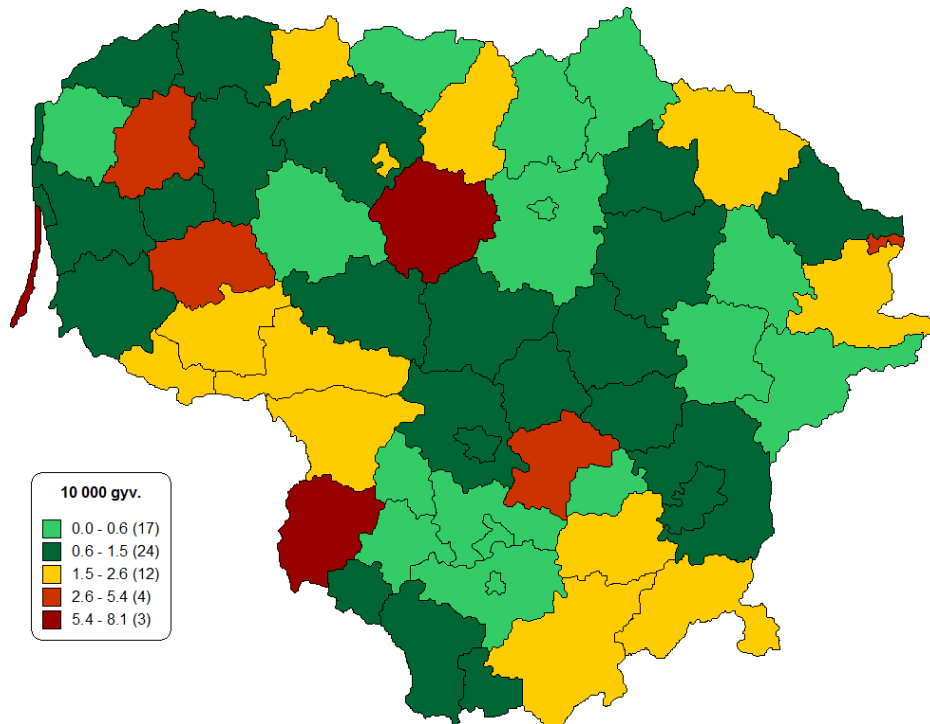 10 000 gyv.
0.0 - 0.6 (17)
0.6 - 1.5 (24)
1.5 - 2.6 (12)
2.6 - 5.4 (4)
5.4 - 8.1 (3)